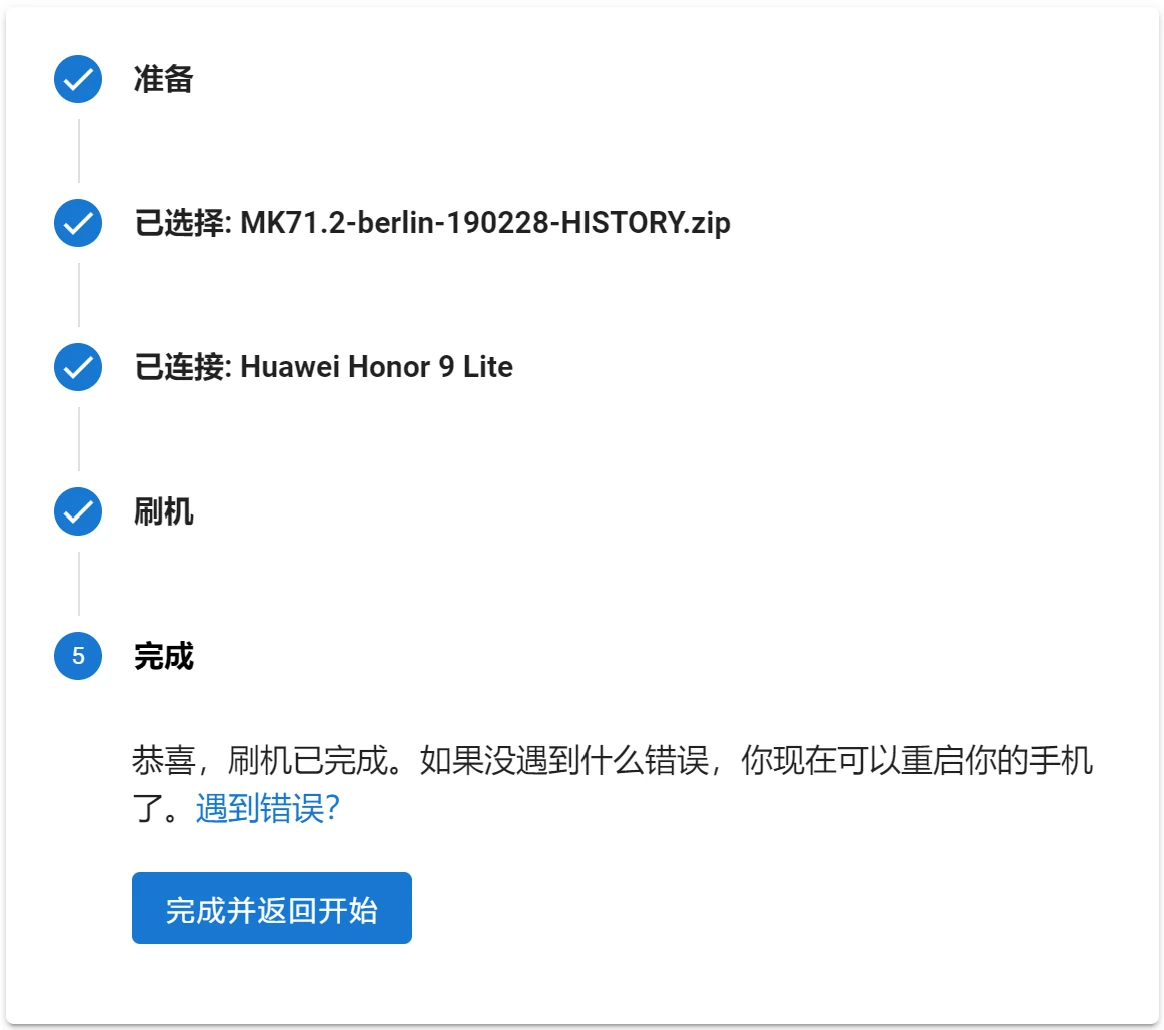 准备
已选择: MK71.2-berlin-190228-HISTORY.zip
已连接: Huawei Honor 9 Lite
刷机
5 完成
恭喜，刷机已完成。如果没遇到什么错误，你现在可以重启你的手机
了。遇到错误？
完成并返回开始